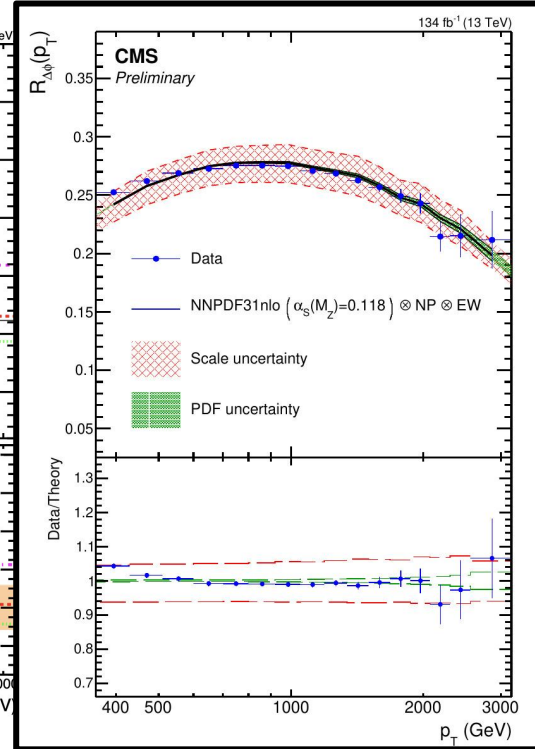 134 fb⁻¹ (13 TeV)
R_Δϕ(p_T)
CMS
Preliminary
0.35
0.3
0.25
0.2
0.15
0.1
0.05
Data
NNPDF31nlo ( α_S(M_Z)=0.118 ) ⊗ NP ⊗ EW
Scale uncertainty
PDF uncertainty
Data/Theory
1.3
1.2
1.1
1
0.9
0.8
0.7
400 500 1000 2000 3000
p_T (GeV)